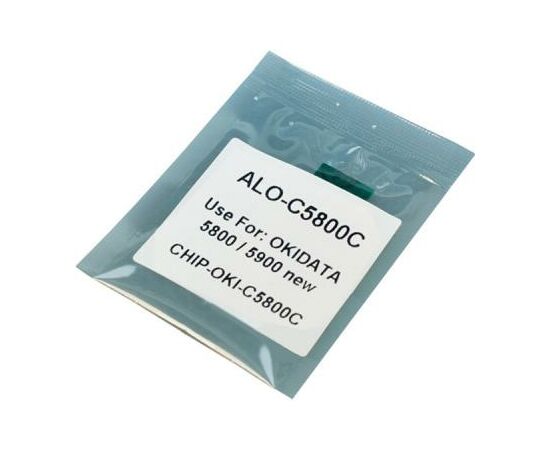 ALO-C5800C
Use For: OKIDATA
5800 / 5900 new
CHIP-OKI-C5800C